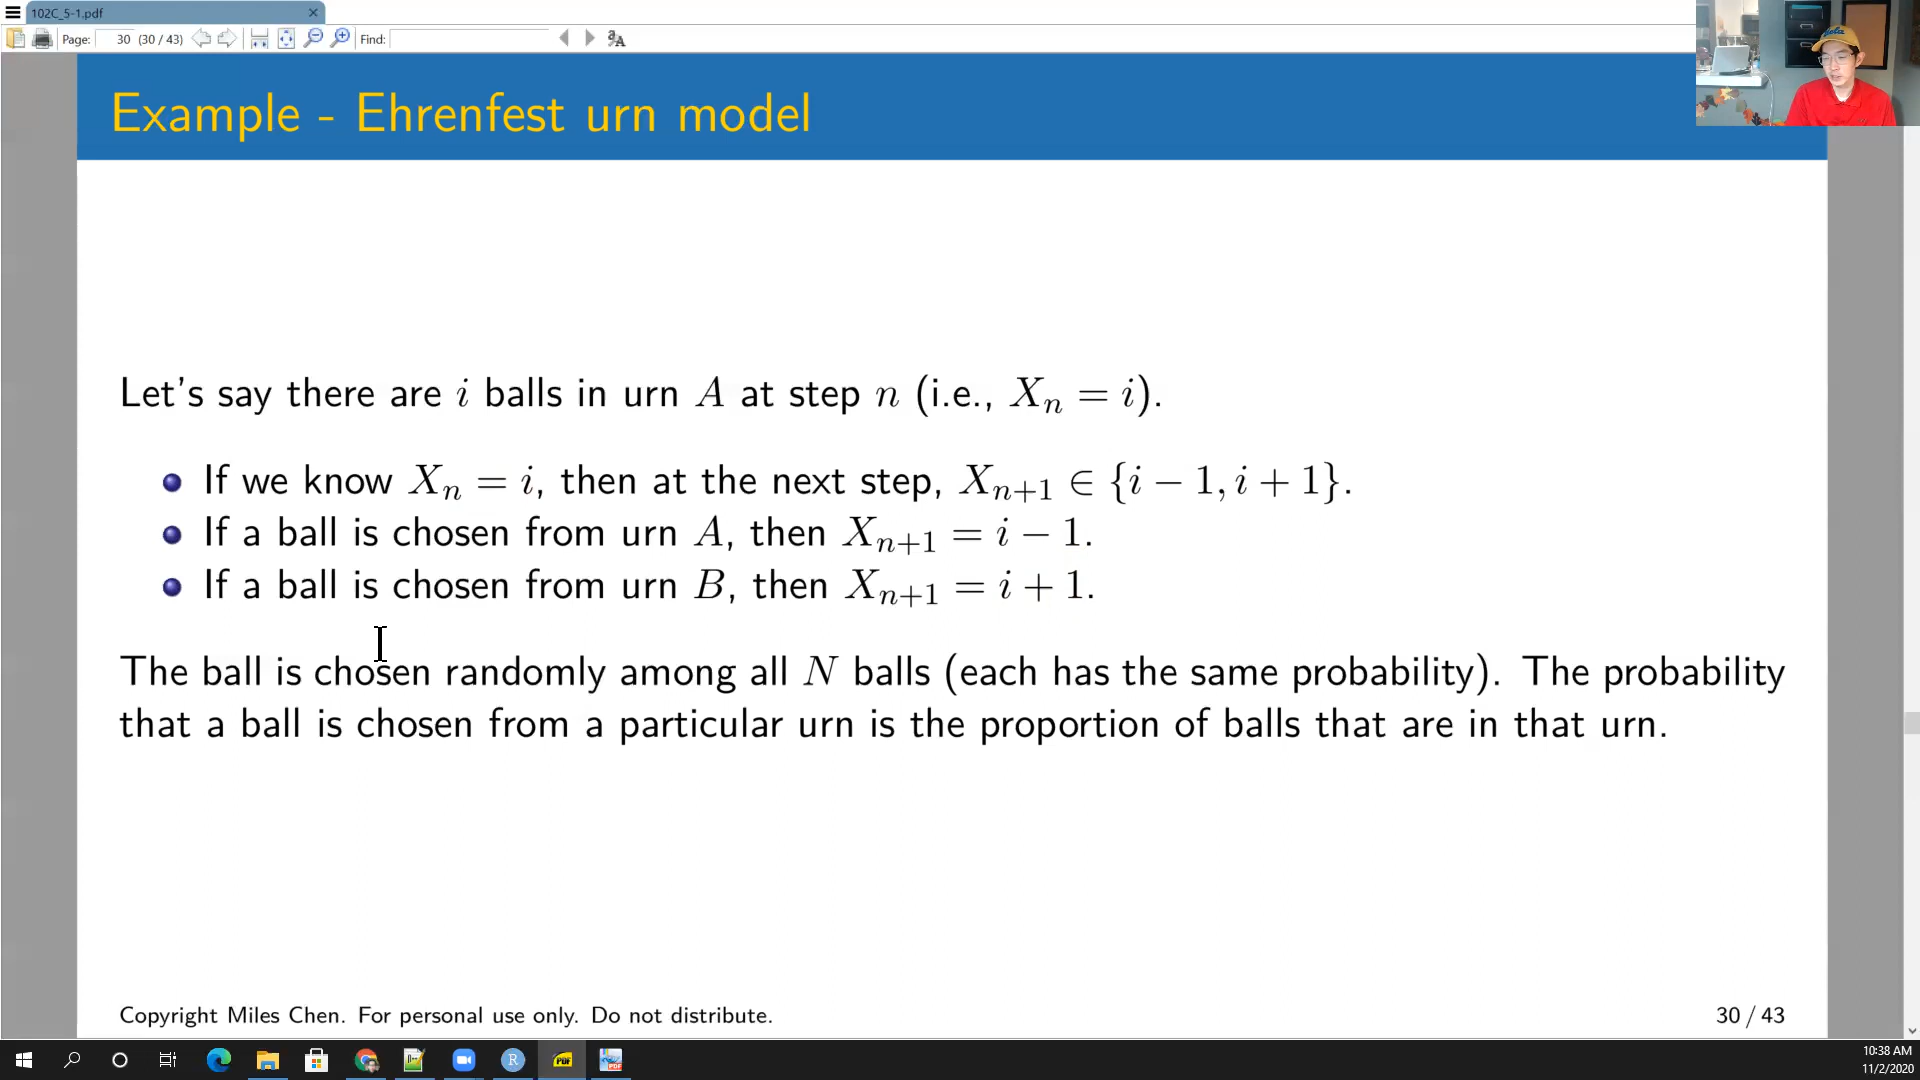 102C_5-1.pdf
Page: 30 (30 / 43) Find:
Example - Ehrenfest urn model
Let's say there are i balls in urn A at step n (i.e., Xₙ = i).
If we know Xₙ = i, then at the next step, Xₙ₊₁ ∈ {i − 1, i + 1}.
If a ball is chosen from urn A, then Xₙ₊₁ = i − 1.
If a ball is chosen from urn B, then Xₙ₊₁ = i + 1.
The ball is chosen randomly among all N balls (each has the same probability). The probability
that a ball is chosen from a particular urn is the proportion of balls that are in that urn.
Copyright Miles Chen. For personal use only. Do not distribute.
30 / 43
10:38 AM
11/2/2020